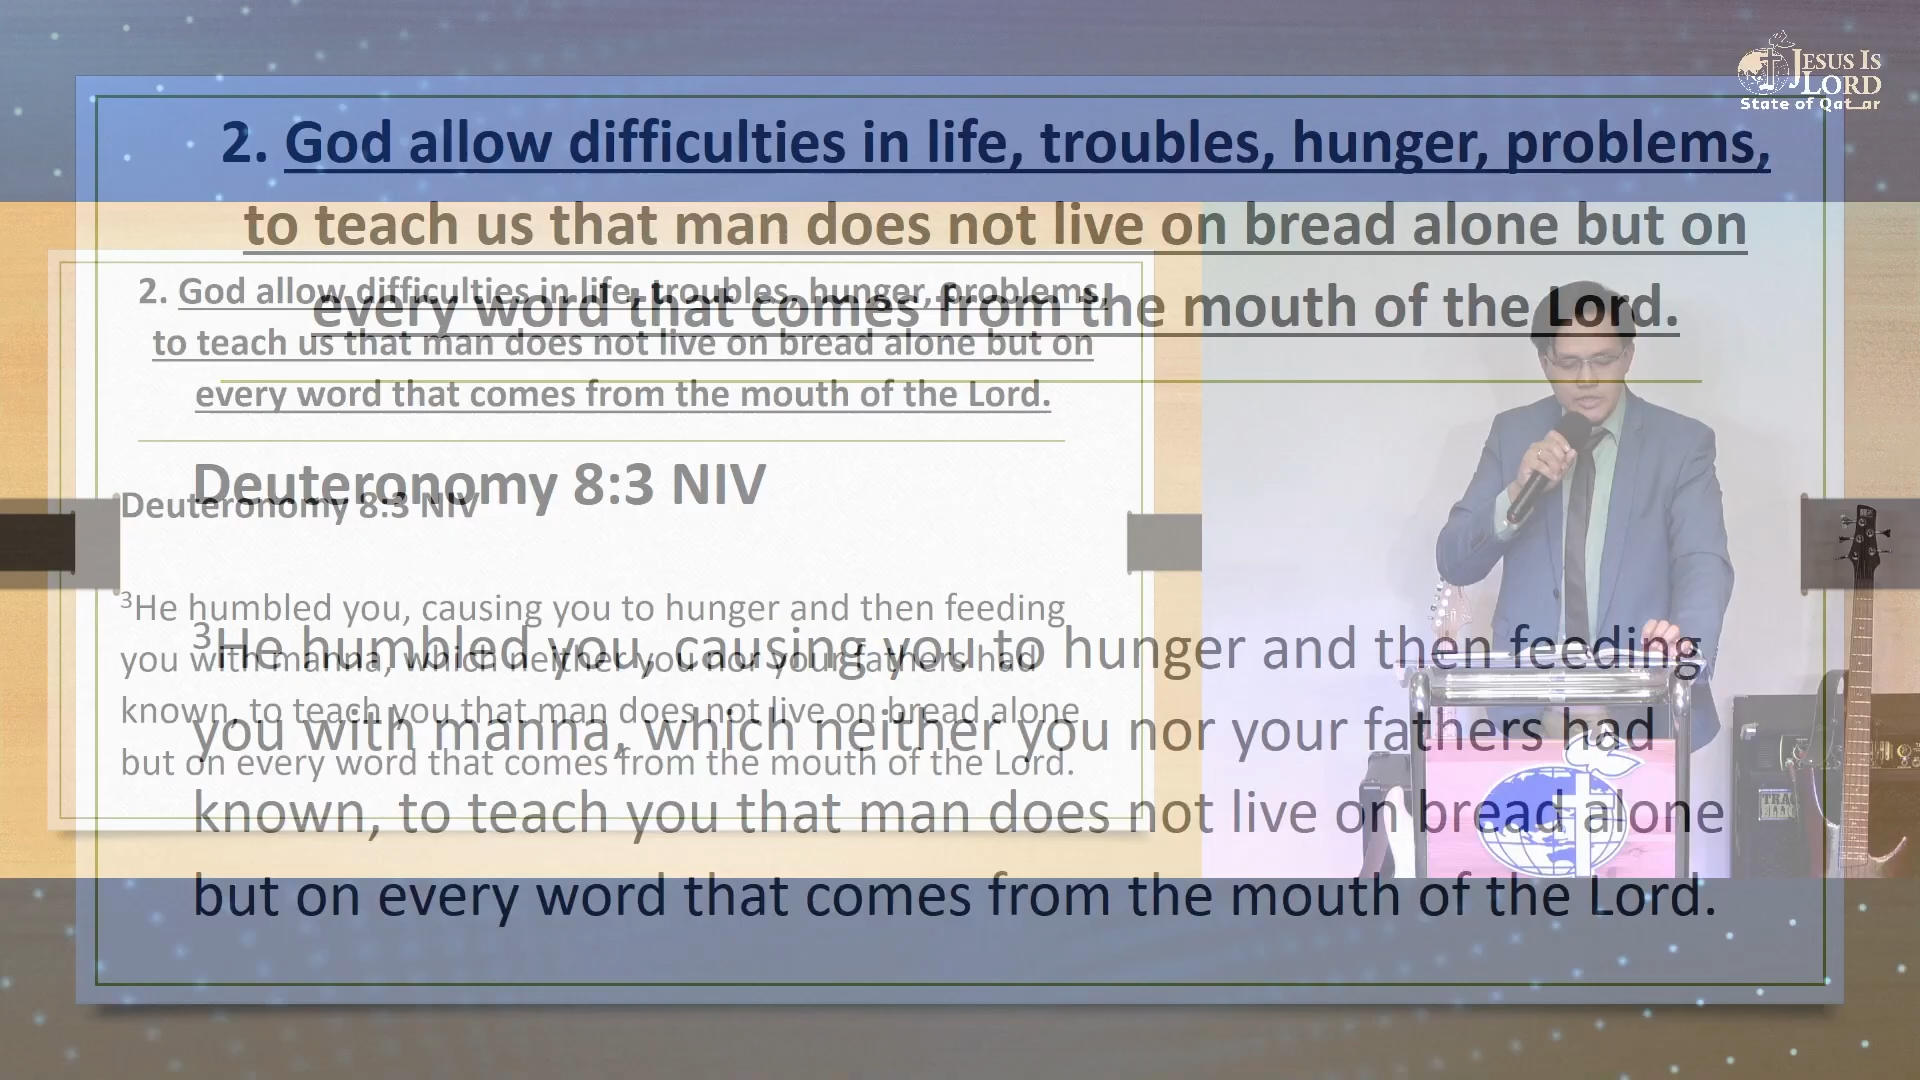 JESUS IS
LORD
State of Qatar
2. God allow difficulties in life, troubles, hunger, problems,
to teach us that man does not live on bread alone but on
every word that comes from the mouth of the Lord.
Deuteronomy 8:3 NIV
3He humbled you, causing you to hunger and then feeding
you with manna, which neither you nor your fathers had
known, to teach you that man does not live on bread alone
but on every word that comes from the mouth of the Lord.
2. God allow difficulties in life, troubles, hunger, problems,
to teach us that man does not live on bread alone but on
every word that comes from the mouth of the Lord.
Deuteronomy 8:3 NIV
3He humbled you, causing you to hunger and then feeding
you with manna, which neither you nor your fathers had
known, to teach you that man does not live on bread alone
but on every word that comes from the mouth of the Lord.